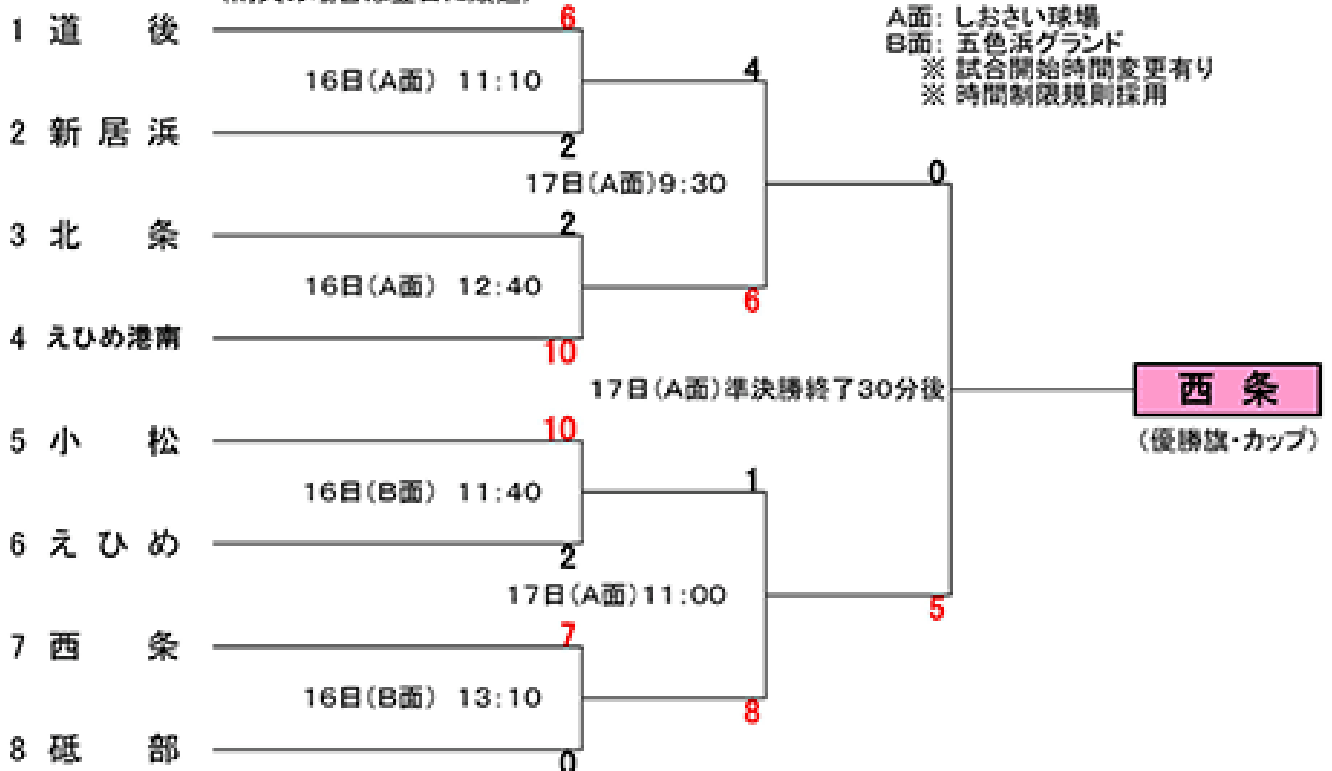 6
1 道 後
A面: しおさい球場
B面: 五色浜グランド
※ 試合開始時間変更有り
※ 時間制限規則採用
16日(A面) 11:10
4
2 新 居 浜
2
17日(A面)9:30
0
3 北 条
2
16日(A面) 12:40
6
4 えひめ港南
10
17日(A面)準決勝終了30分後
西 条
(優勝旗・カップ)
5 小 松
10
16日(B面) 11:40
1
6 え ひ め
2
17日(A面)11:00
5
7 西 条
7
16日(B面) 13:10
8
8 砥 部
0